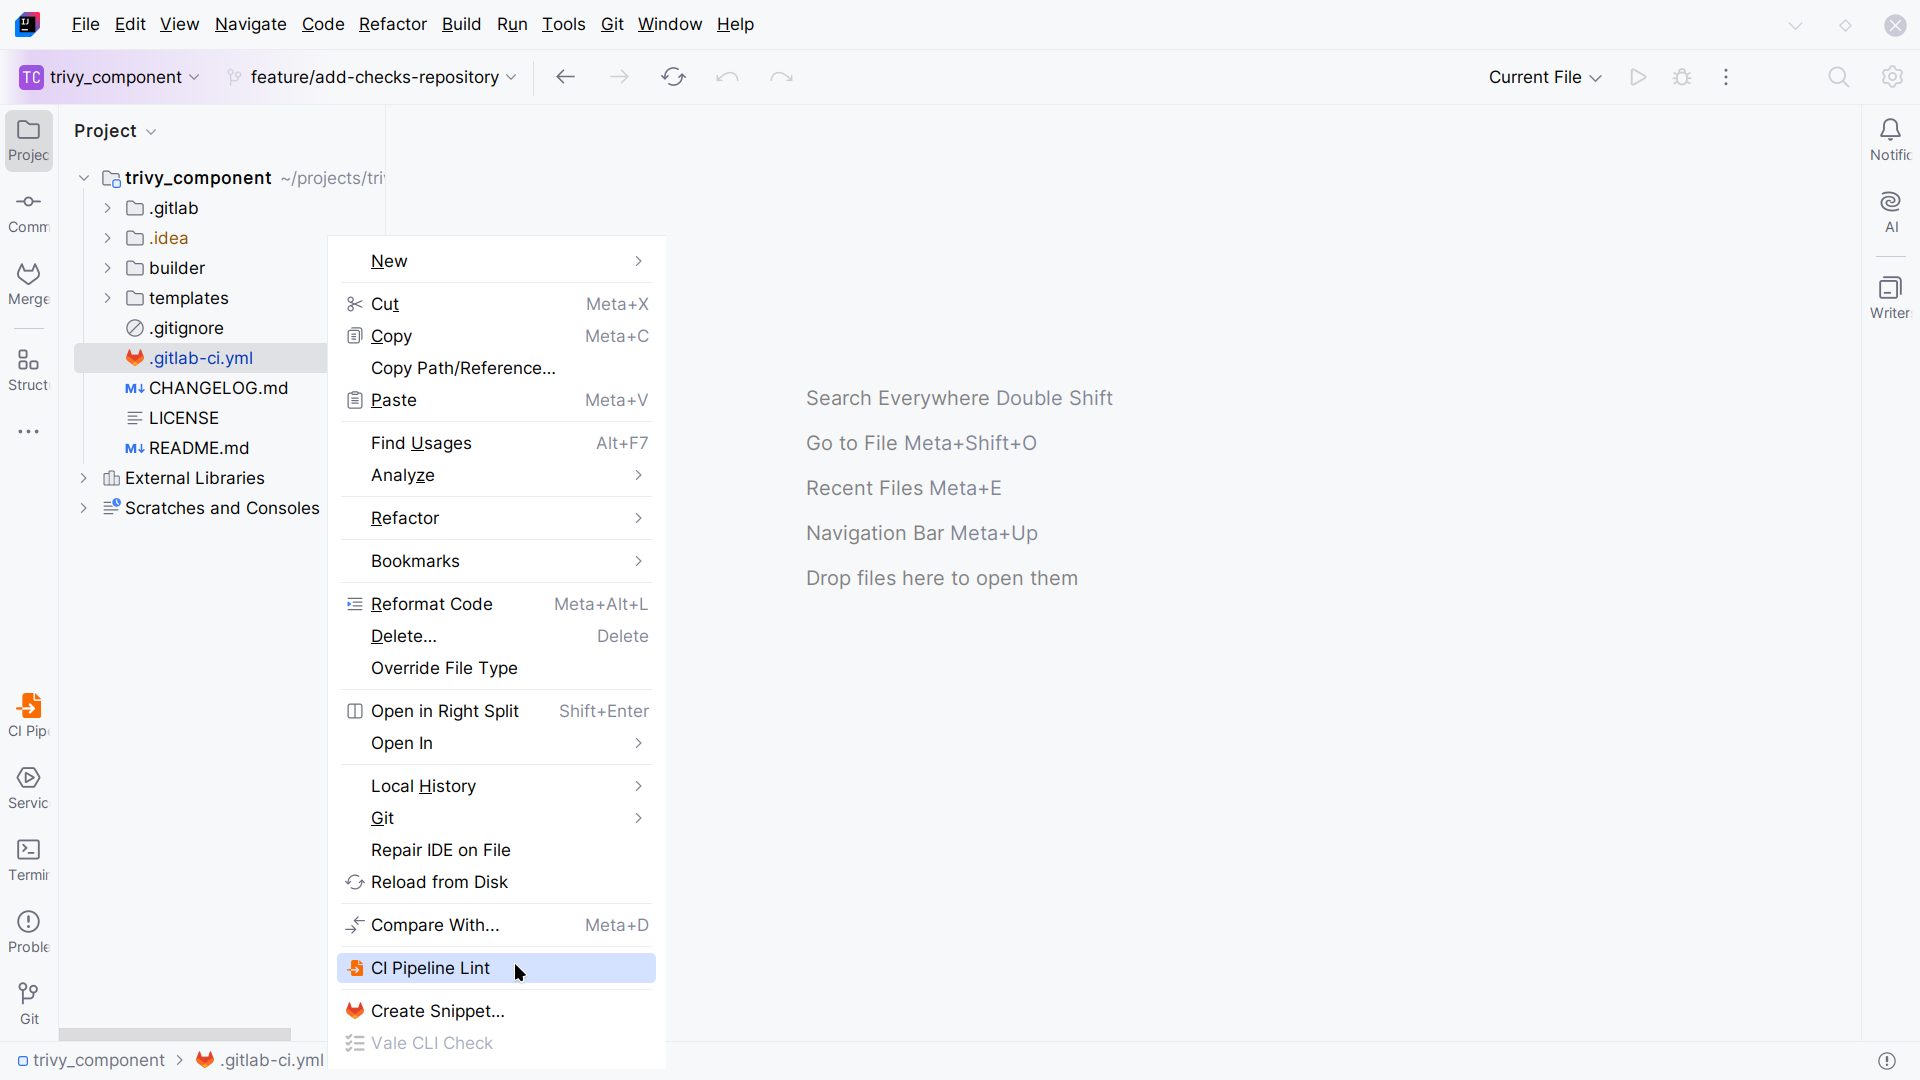 File Edit View Navigate Code Refactor Build Run Tools Git Window Help
TC trivy_component feature/add-checks-repository Current File
Project
Projec
Comm
Merge
Struct
CI Pip
Servic
Termin
Proble
Git
Project
trivy_component ~/projects/tri
.gitlab
.idea
builder
templates
.gitignore
.gitlab-ci.yml
CHANGELOG.md
LICENSE
README.md
External Libraries
Scratches and Consoles
New
Cut Meta+X
Copy Meta+C
Copy Path/Reference...
Paste Meta+V
Find Usages Alt+F7
Analyze
Refactor
Bookmarks
Reformat Code Meta+Alt+L
Delete... Delete
Override File Type
Open in Right Split Shift+Enter
Open In
Local History
Git
Repair IDE on File
Reload from Disk
Compare With... Meta+D
CI Pipeline Lint
Create Snippet...
Vale CLI Check
Search Everywhere Double Shift
Go to File Meta+Shift+O
Recent Files Meta+E
Navigation Bar Meta+Up
Drop files here to open them
Notific
AI
Writer
trivy_component > .gitlab-ci.yml